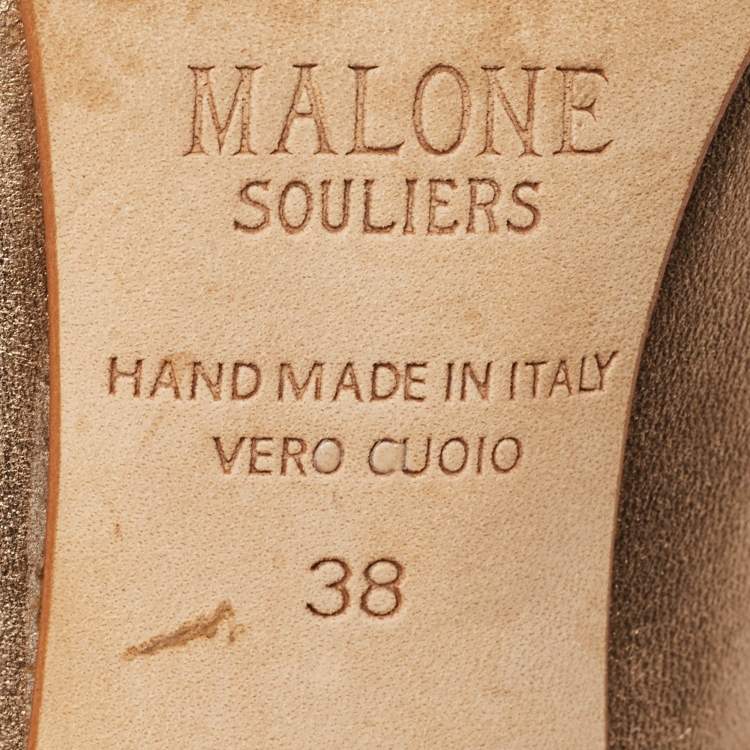 MALONE
SOULIERS
HAND MADE IN ITALY
VERO CUOIO
38